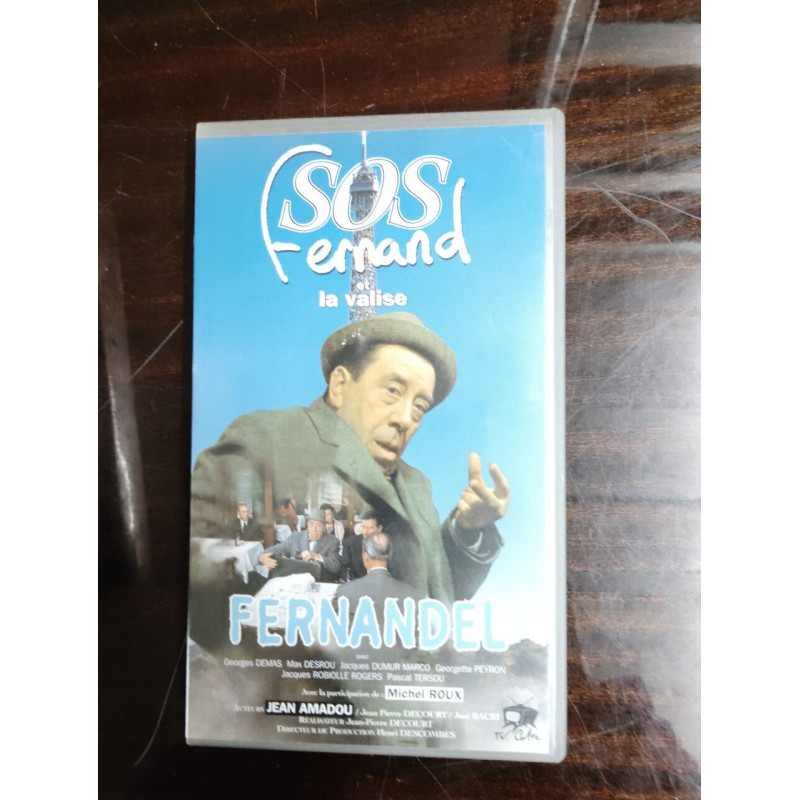 SOS
Fernand
et
la valise
FERNANDEL
avec
Georges DEMAS Max DESROU Jacques DUMUR MARCO Georgette PEYRON
Jacques ROBIOLLE ROGERS Pascal TERSOU
Avec la participation de : Michel ROUX
AUTEURS JEAN AMADOU / Jean Pierre DECOURT / José BACRI
RÉALISATEUR Jean-Pierre DECOURT
DIRECTEUR DE PRODUCTION Henri DESCOMBES